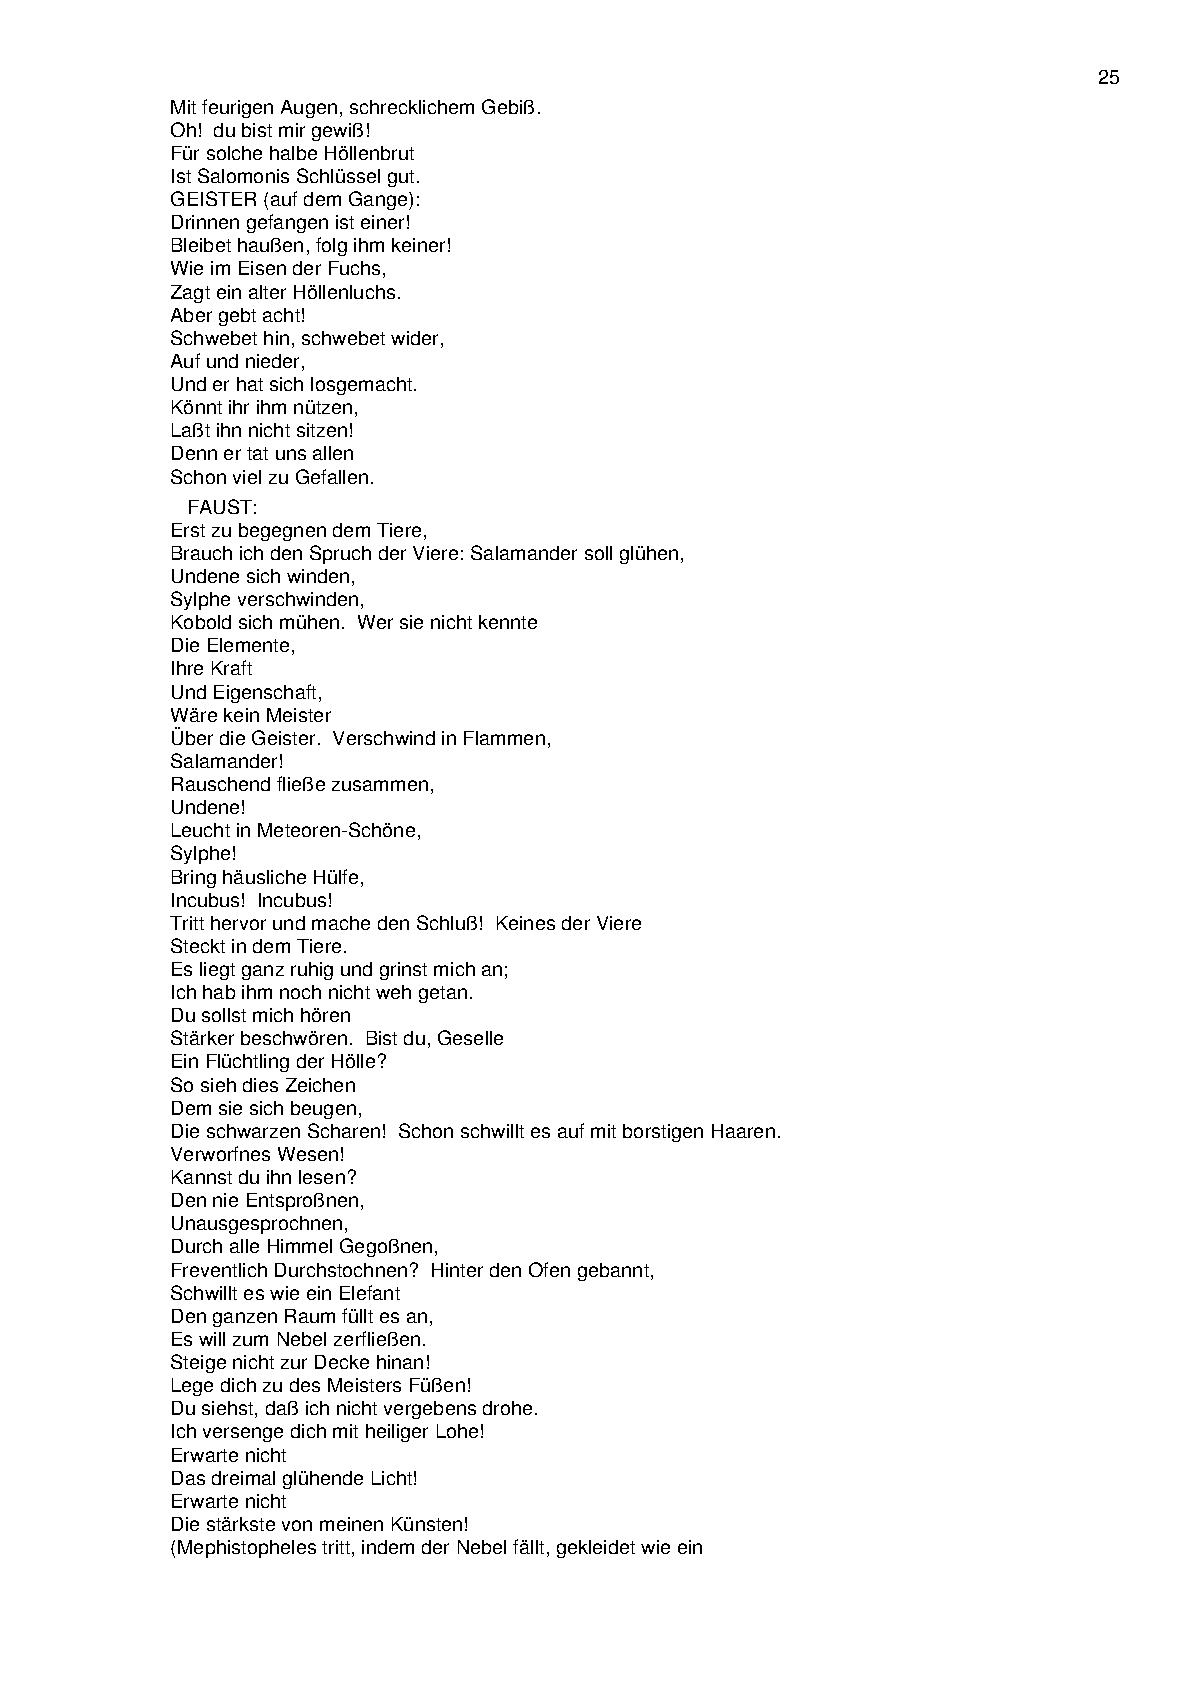 25
Mit feurigen Augen, schrecklichem Gebiß.
Oh!  du bist mir gewiß!
Für solche halbe Höllenbrut
Ist Salomonis Schlüssel gut.
GEISTER (auf dem Gange):
Drinnen gefangen ist einer!
Bleibet haußen, folg ihm keiner!
Wie im Eisen der Fuchs,
Zagt ein alter Höllenluchs.
Aber gebt acht!
Schwebet hin, schwebet wider,
Auf und nieder,
Und er hat sich losgemacht.
Könnt ihr ihm nützen,
Laßt ihn nicht sitzen!
Denn er tat uns allen
Schon viel zu Gefallen.
FAUST:
Erst zu begegnen dem Tiere,
Brauch ich den Spruch der Viere: Salamander soll glühen,
Undene sich winden,
Sylphe verschwinden,
Kobold sich mühen.  Wer sie nicht kennte
Die Elemente,
Ihre Kraft
Und Eigenschaft,
Wäre kein Meister
Über die Geister.  Verschwind in Flammen,
Salamander!
Rauschend fließe zusammen,
Undene!
Leucht in Meteoren-Schöne,
Sylphe!
Bring häusliche Hülfe,
Incubus!  Incubus!
Tritt hervor und mache den Schluß!  Keines der Viere
Steckt in dem Tiere.
Es liegt ganz ruhig und grinst mich an;
Ich hab ihm noch nicht weh getan.
Du sollst mich hören
Stärker beschwören.  Bist du, Geselle
Ein Flüchtling der Hölle?
So sieh dies Zeichen
Dem sie sich beugen,
Die schwarzen Scharen!  Schon schwillt es auf mit borstigen Haaren.
Verworfnes Wesen!
Kannst du ihn lesen?
Den nie Entsproßnen,
Unausgesprochnen,
Durch alle Himmel Gegoßnen,
Freventlich Durchstochnen?  Hinter den Ofen gebannt,
Schwillt es wie ein Elefant
Den ganzen Raum füllt es an,
Es will zum Nebel zerfließen.
Steige nicht zur Decke hinan!
Lege dich zu des Meisters Füßen!
Du siehst, daß ich nicht vergebens drohe.
Ich versenge dich mit heiliger Lohe!
Erwarte nicht
Das dreimal glühende Licht!
Erwarte nicht
Die stärkste von meinen Künsten!
(Mephistopheles tritt, indem der Nebel fällt, gekleidet wie ein